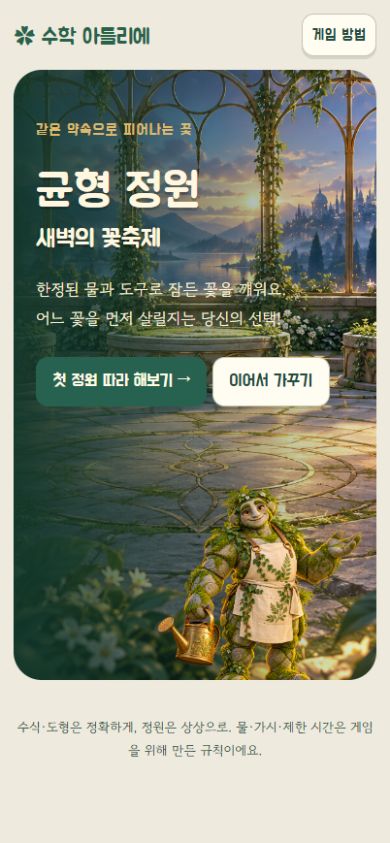 수학 아틀리에
게임 방법
같은 약속으로 피어나는 꽃
균형 정원
새벽의 꽃축제
한정된 물과 도구로 잠든 꽃을 깨워요.
어느 꽃을 먼저 살릴지는 당신의 선택!
첫 정원 따라 해보기 →
이어서 가꾸기
수식·도형은 정확하게, 정원은 상상으로. 물·가시·제한 시간은 게임
을 위해 만든 규칙이에요.